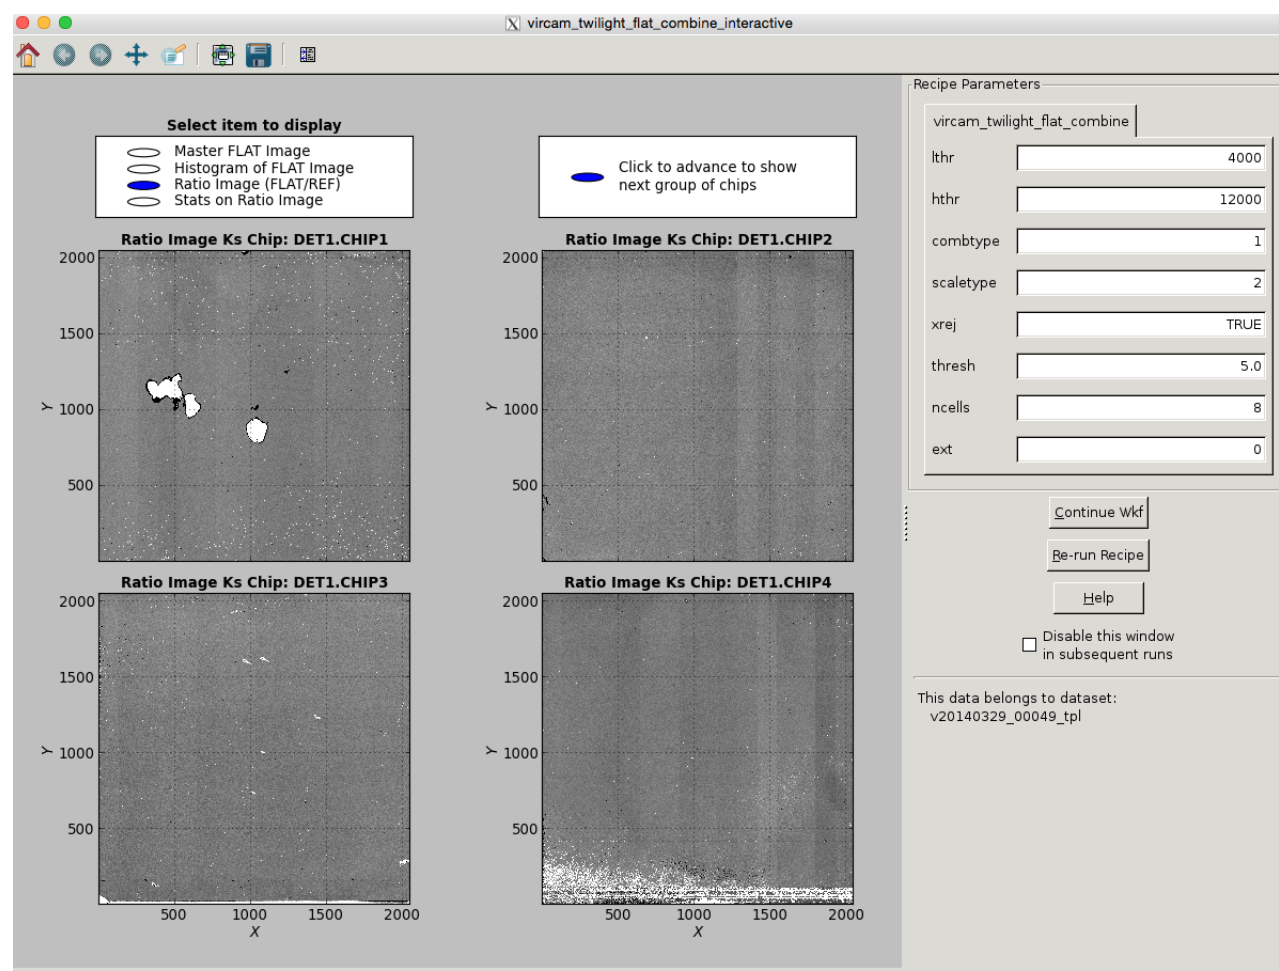 vircam_twilight_flat_combine_interactive
Select item to display
Master FLAT Image
Histogram of FLAT Image
Ratio Image (FLAT/REF)
Stats on Ratio Image
Click to advance to show
next group of chips
Ratio Image Ks Chip: DET1.CHIP1
2000
1500
1000
500
Y
Ratio Image Ks Chip: DET1.CHIP2
2000
1500
1000
500
Y
Ratio Image Ks Chip: DET1.CHIP3
2000
1500
1000
500
Y
500 1000 1500 2000
X
Ratio Image Ks Chip: DET1.CHIP4
2000
1500
1000
500
Y
500 1000 1500 2000
X
Recipe Parameters
vircam_twilight_flat_combine
lthr 4000
hthr 12000
combtype 1
scaletype 2
xrej TRUE
thresh 5.0
ncells 8
ext 0
Continue Wkf
Re-run Recipe
Help
Disable this window
in subsequent runs
This data belongs to dataset:
v20140329_00049_tpl